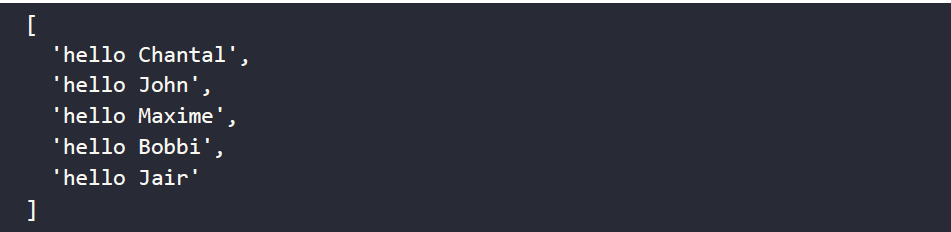 [
'hello Chantal',
'hello John',
'hello Maxime',
'hello Bobbi',
'hello Jair'
]